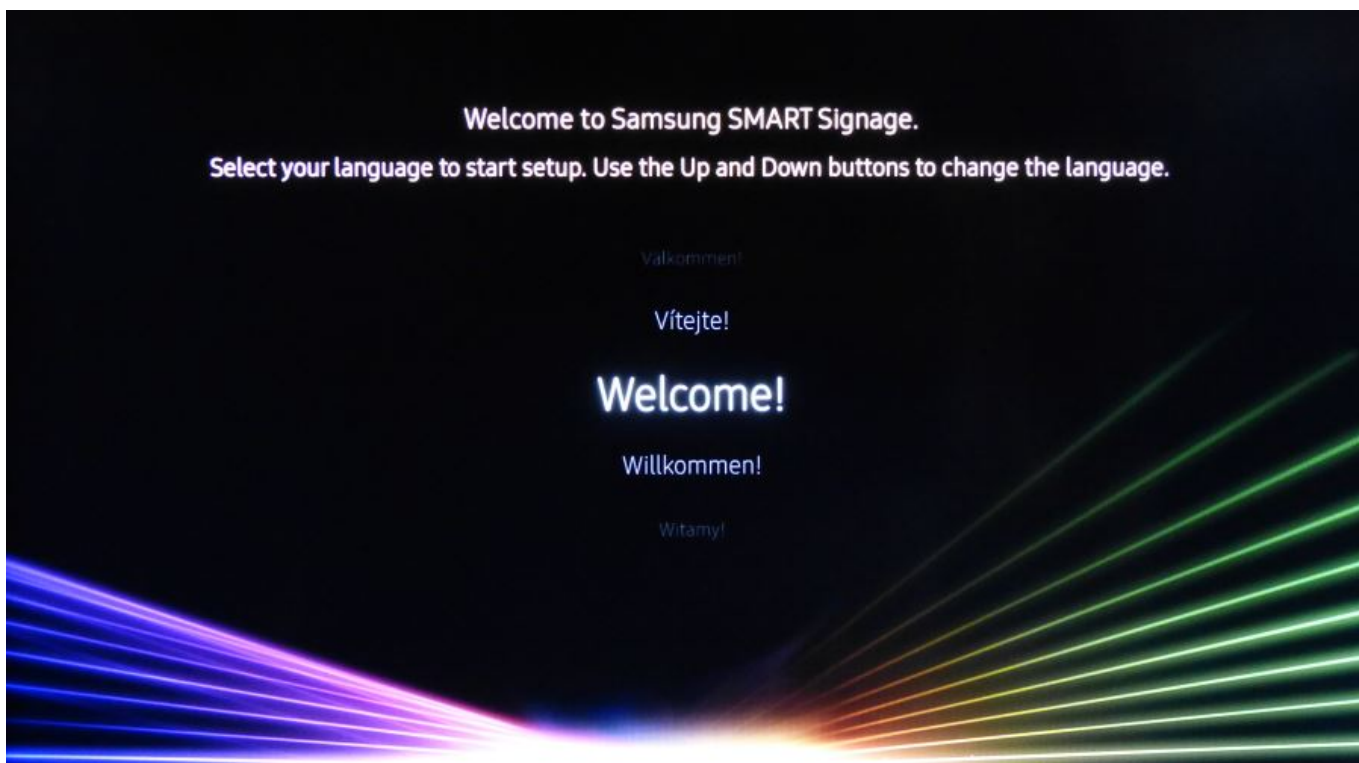 Welcome to Samsung SMART Signage.
Select your language to start setup. Use the Up and Down buttons to change the language.
Välkommen!
Vítejte!
Welcome!
Willkommen!
Witamy!